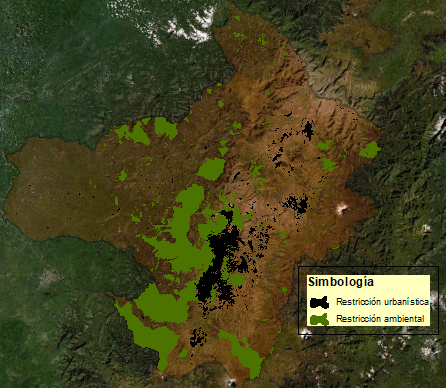 Simbología
Restricción urbanística
Restricción ambiental